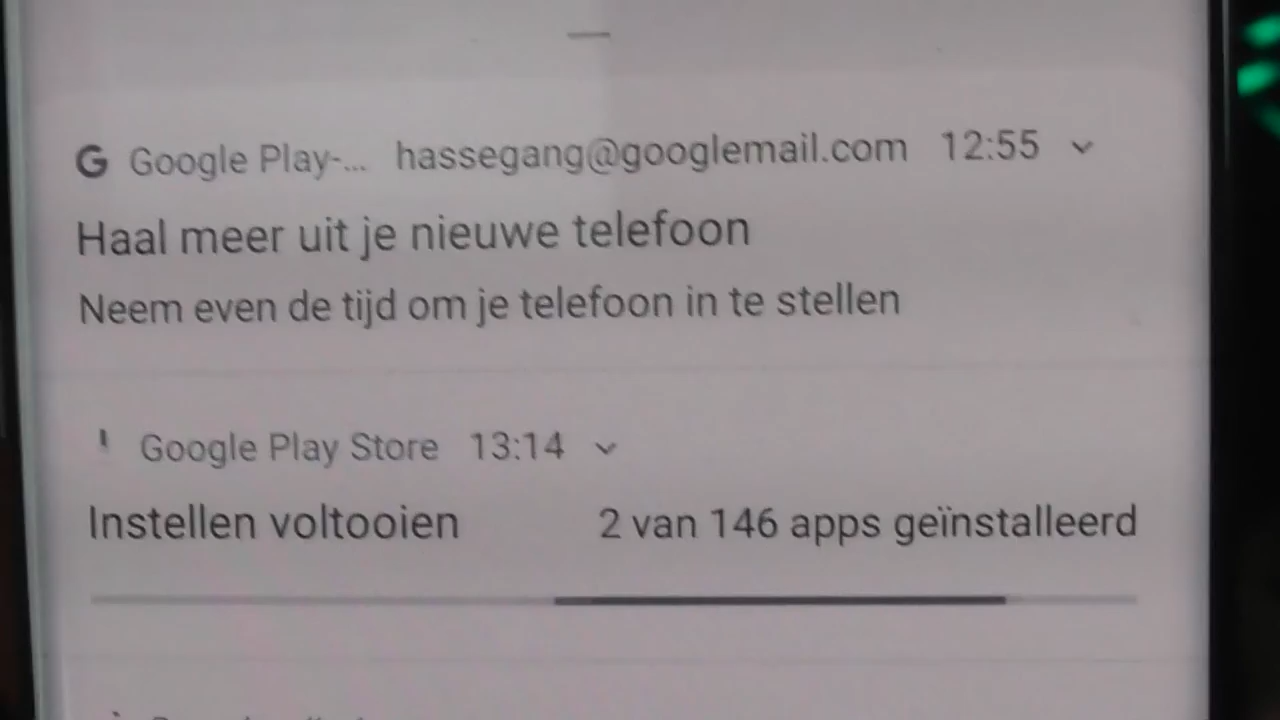 G Google Play-... hassegang@googlemail.com 12:55
Haal meer uit je nieuwe telefoon
Neem even de tijd om je telefoon in te stellen
Google Play Store 13:14
Instellen voltooien 2 van 146 apps geïnstalleerd